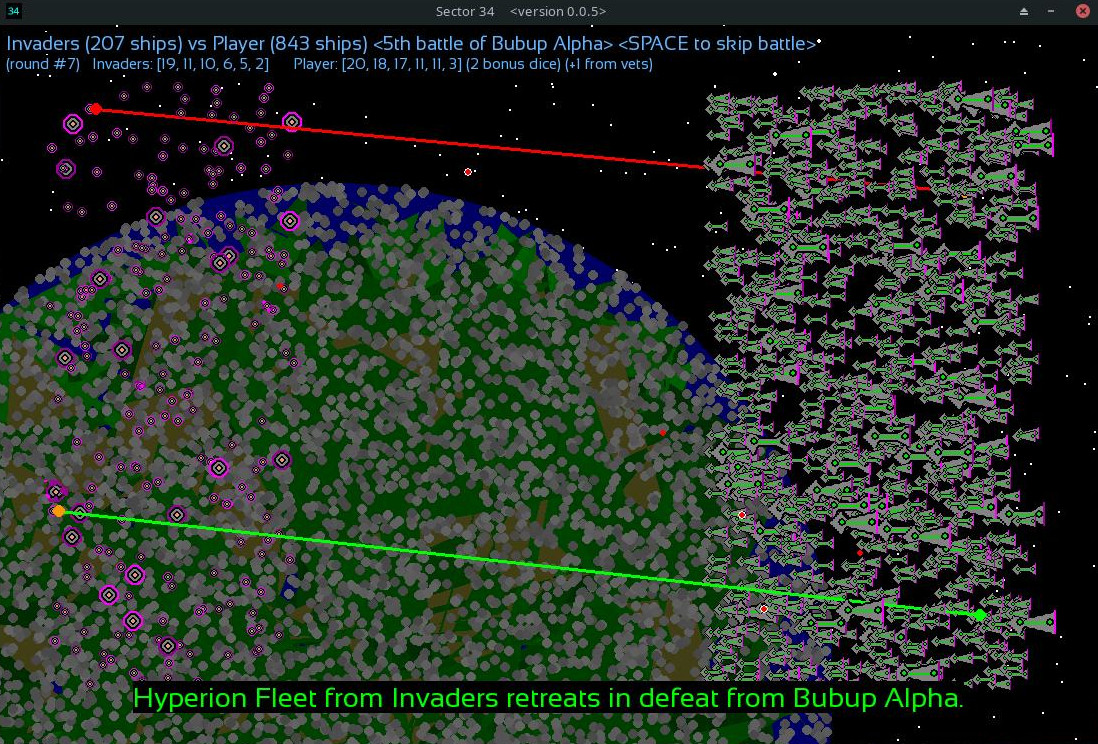 34
Sector 34 <version 0.0.5>
Invaders (207 ships) vs Player (843 ships) <5th battle of Bubup Alpha> <SPACE to skip battle>
(round #7) Invaders: [19, 11, 10, 6, 5, 2] Player: [20, 18, 17, 11, 11, 3] (2 bonus dice) (+1 from vets)
Hyperion Fleet from Invaders retreats in defeat from Bubup Alpha.